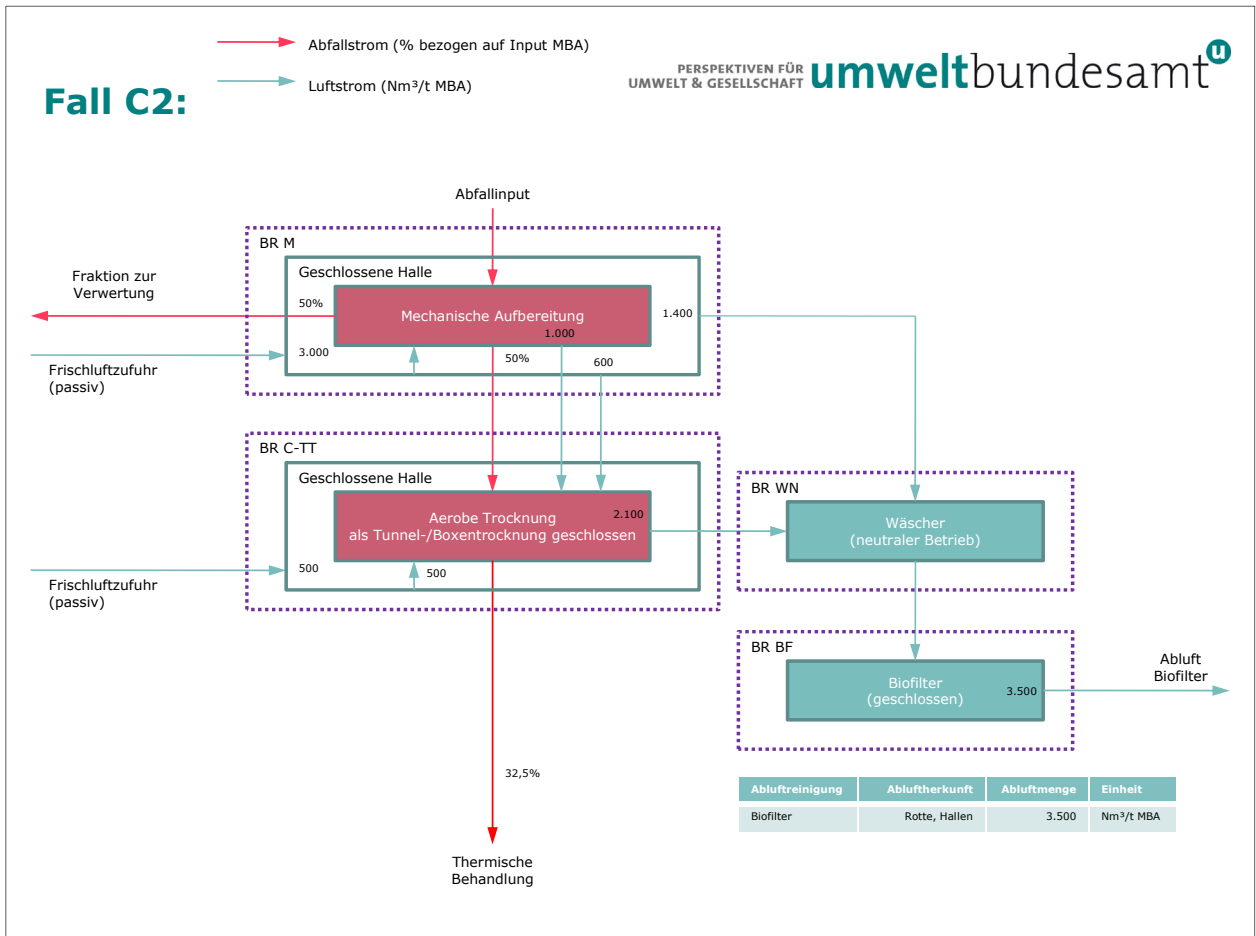 Abfallstrom (% bezogen auf Input MBA)
Luftstrom (Nm³/t MBA)
PERSPEKTIVEN FÜR
UMWELT & GESELLSCHAFT
umweltbundesamt
u
Fall C2:
Abfallinput
BR M
Geschlossene Halle
Fraktion zur
Verwertung
50%
Mechanische Aufbereitung
1.400
1.000
3.000
50%
600
Frischluftzufuhr
(passiv)
BR C-TT
Geschlossene Halle
Aerobe Trocknung
als Tunnel-/Boxentrocknung geschlossen
2.100
500
500
Frischluftzufuhr
(passiv)
BR WN
Wäscher
(neutraler Betrieb)
BR BF
Biofilter
(geschlossen)
3.500
Abluft
Biofilter
32,5%
Thermische
Behandlung
Abluftreinigung Abluftherkunft Abluftmenge Einheit
Biofilter Rotte, Hallen 3.500 Nm³/t MBA